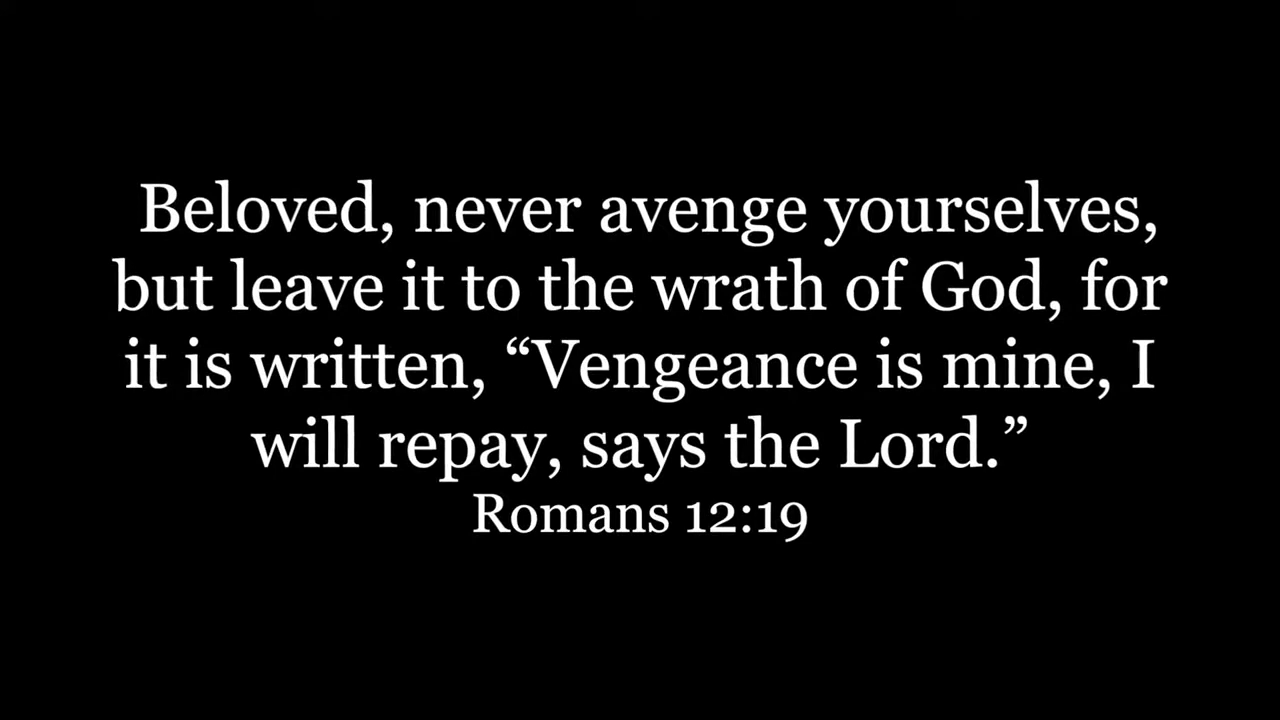 Beloved, never avenge yourselves,
but leave it to the wrath of God, for
it is written, “Vengeance is mine, I
will repay, says the Lord.”
Romans 12:19